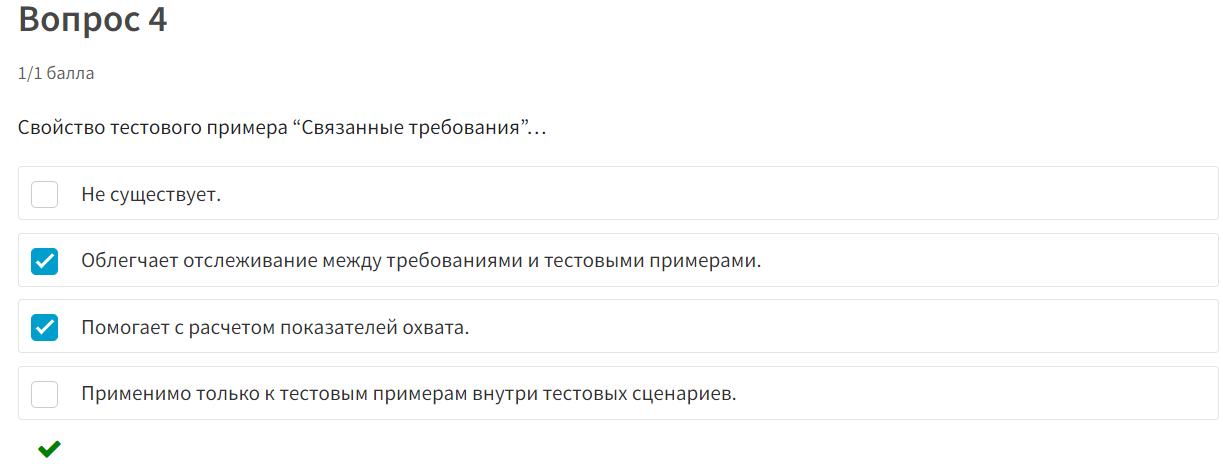 Вопрос 4
1/1 балла
Свойство тестового примера “Связанные требования”…
Не существует.
Облегчает отслеживание между требованиями и тестовыми примерами.
Помогает с расчетом показателей охвата.
Применимо только к тестовым примерам внутри тестовых сценариев.